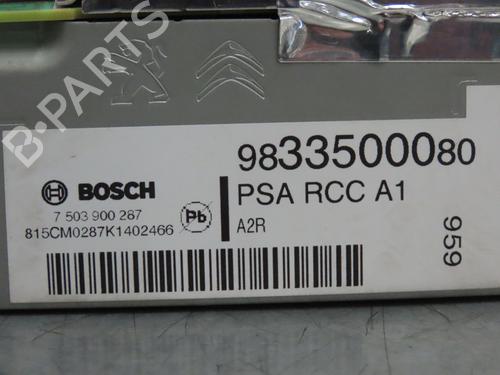 B-PARTS
9833500080
BOSCH
PSA RCC A1
7 503 900 287
815CM0287K1402466
Pb
A2R
959